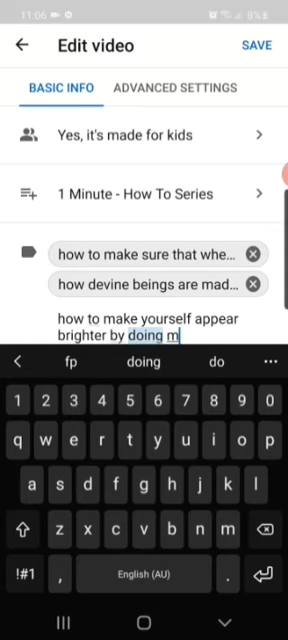 11:06
9%
Edit video
SAVE
BASIC INFO
ADVANCED SETTINGS
Yes, it's made for kids
1 Minute - How To Series
how to make sure that whe...
how devine beings are mad...
how to make yourself appear
brighter by doing m
fp doing do ...
1 2 3 4 5 6 7 8 9 0
q w e r t y u i o p
a s d f g h j k l
z x c v b n m
!#1 , English (AU) .